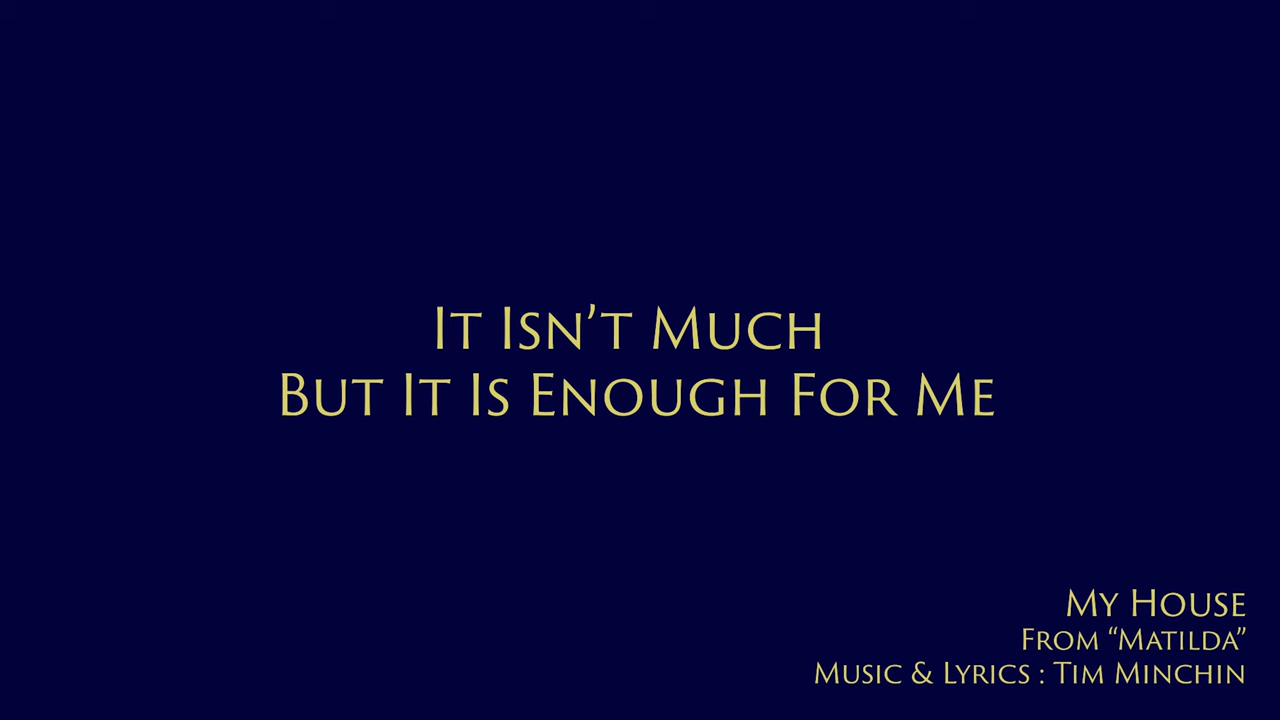 It Isn’t Much
But It Is Enough For Me
My House
From “Matilda”
Music & Lyrics : Tim Minchin